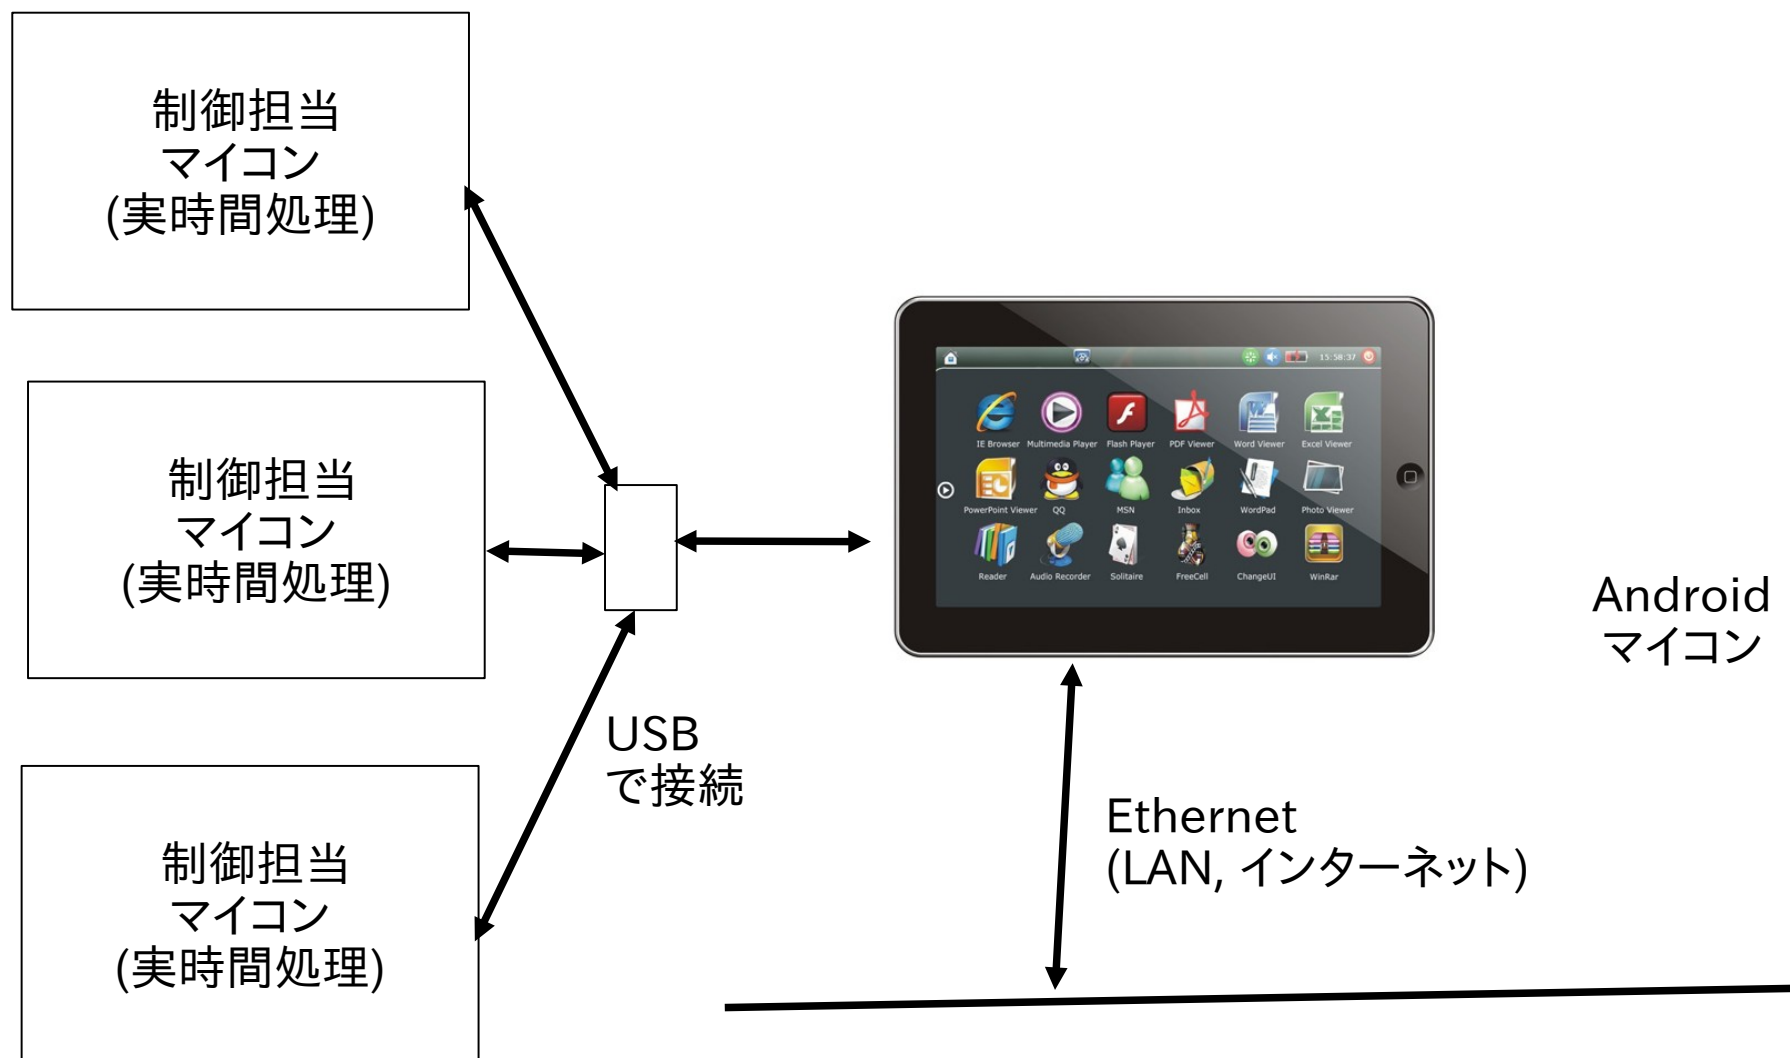 制御担当
マイコン
(実時間処理)
制御担当
マイコン
(実時間処理)
制御担当
マイコン
(実時間処理)
USB
で接続
15:58:37
IE Browser Multimedia Player Flash Player PDF Viewer Word Viewer Excel Viewer
PowerPoint Viewer QQ MSN Inbox WordPad Photo Viewer
Reader Audio Recorder Solitaire FreeCell ChangeUI WinRar
Android
マイコン
Ethernet
(LAN, インターネット)